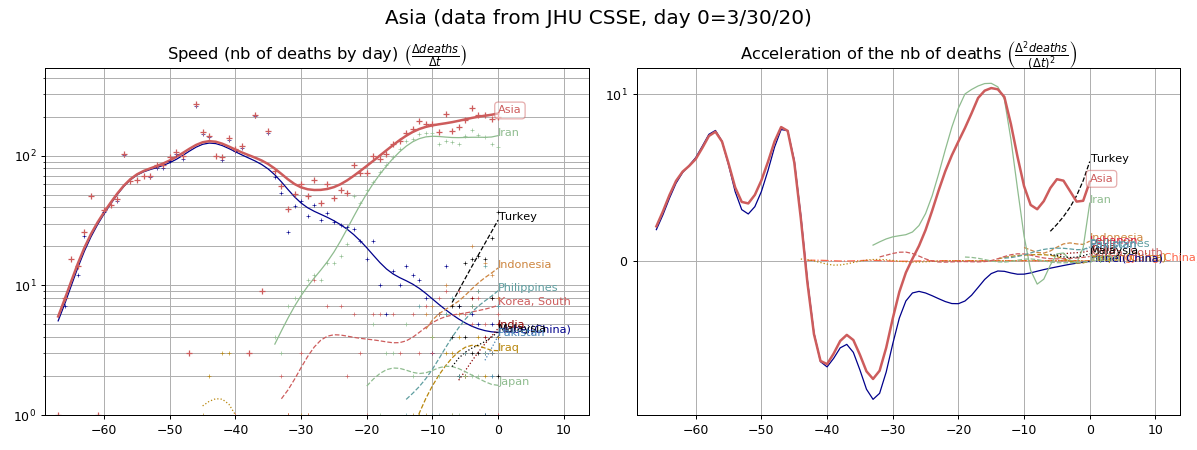 Asia (data from JHU CSSE, day 0=3/30/20)
Speed (nb of deaths by day) (Δdeaths/Δt)
10²
10¹
10⁰
−60 −50 −40 −30 −20 −10 0 10
Asia
Iran
Turkey
Indonesia
Philippines
Korea, South
India
Malaysia
Pakistan
Iraq
Japan
Acceleration of the nb of deaths (Δ²deaths/(Δt)²)
10¹
0
−60 −50 −40 −30 −20 −10 0 10
Turkey
Asia
Iran
Indonesia
Malaysia